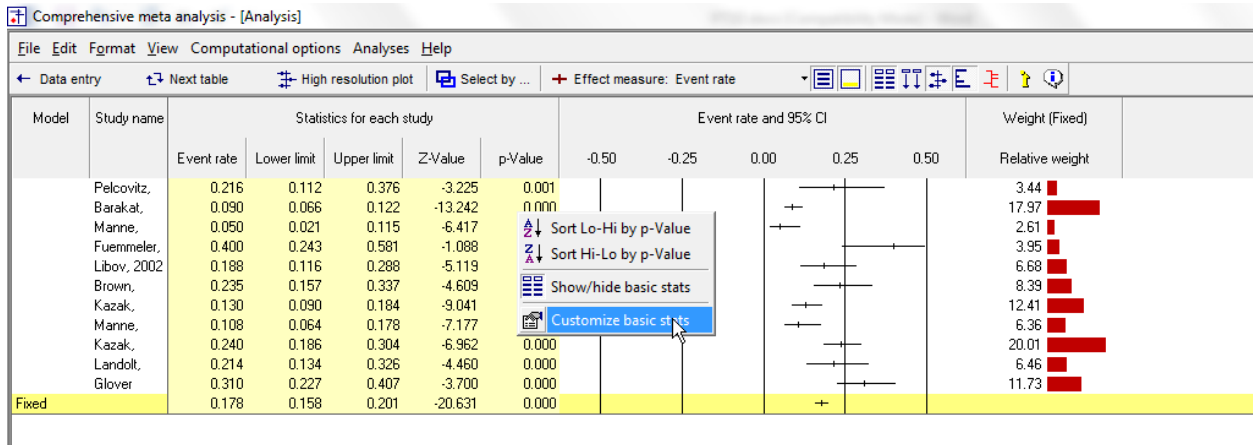 Comprehensive meta analysis - [Analysis]
File Edit Format View Computational options Analyses Help
Data entry Next table High resolution plot Select by ... Effect measure: Event rate
Model Study name Statistics for each study Event rate and 95% CI Weight (Fixed)
Event rate Lower limit Upper limit Z-Value p-Value -0.50 -0.25 0.00 0.25 0.50 Relative weight
Pelcovitz, 0.216 0.112 0.376 -3.225 0.001 3.44
Barakat, 0.090 0.066 0.122 -13.242 0.000 17.97
Manne, 0.050 0.021 0.115 -6.417 2.61
Fuemmeler, 0.400 0.243 0.581 -1.088 3.95
Libov, 2002 0.188 0.116 0.288 -5.119 6.68
Brown, 0.235 0.157 0.337 -4.609 8.39
Kazak, 0.130 0.090 0.184 -9.041 12.41
Manne, 0.108 0.064 0.178 -7.177 6.36
Kazak, 0.240 0.186 0.304 -6.962 0.000 20.01
Landolt, 0.214 0.134 0.326 -4.460 0.000 6.46
Glover 0.310 0.227 0.407 -3.700 0.000 11.73
Fixed 0.178 0.158 0.201 -20.631 0.000
Sort Lo-Hi by p-Value
Sort Hi-Lo by p-Value
Show/hide basic stats
Customize basic stats